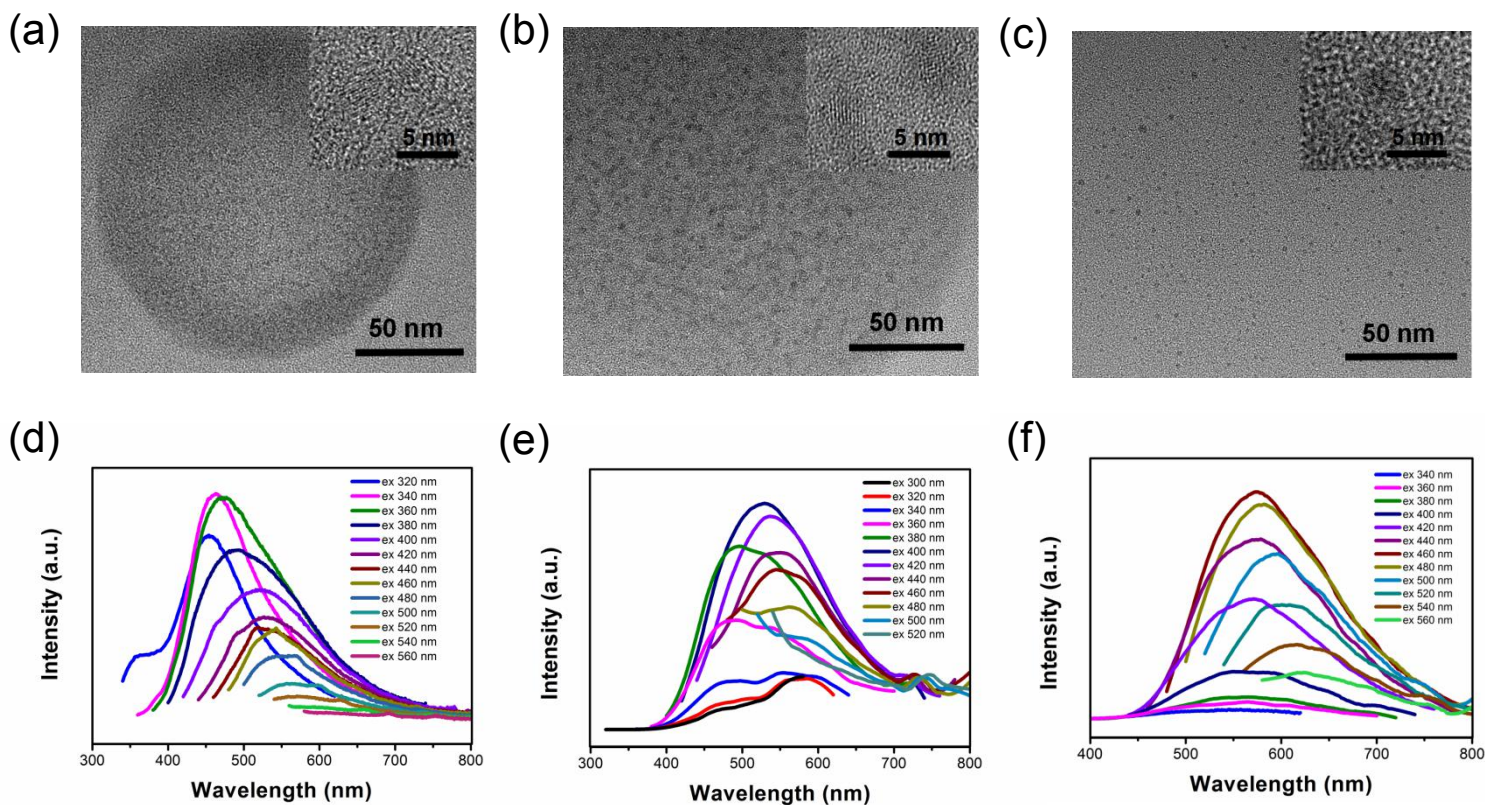 (a)
5 nm
50 nm
(b)
5 nm
50 nm
(c)
5 nm
50 nm
(d)
Intensity (a.u.)
ex 320 nm
ex 340 nm
ex 360 nm
ex 380 nm
ex 400 nm
ex 420 nm
ex 440 nm
ex 460 nm
ex 480 nm
ex 500 nm
ex 520 nm
ex 540 nm
ex 560 nm
300 400 500 600 700 800
Wavelength (nm)
(e)
Intensity (a.u.)
ex 300 nm
ex 320 nm
ex 340 nm
ex 360 nm
ex 380 nm
ex 400 nm
ex 420 nm
ex 440 nm
ex 460 nm
ex 480 nm
ex 500 nm
ex 520 nm
300 400 500 600 700 800
Wavelength (nm)
(f)
Intensity (a.u.)
ex 340 nm
ex 360 nm
ex 380 nm
ex 400 nm
ex 420 nm
ex 440 nm
ex 460 nm
ex 480 nm
ex 500 nm
ex 520 nm
ex 540 nm
ex 560 nm
400 500 600 700 800
Wavelength (nm)